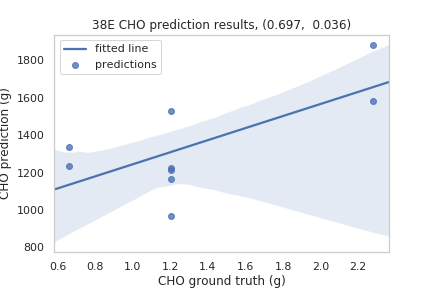 38E CHO prediction results, (0.697, 0.036)
fitted line
predictions
CHO prediction (g)
1800
1600
1400
1200
1000
800
0.6 0.8 1.0 1.2 1.4 1.6 1.8 2.0 2.2
CHO ground truth (g)